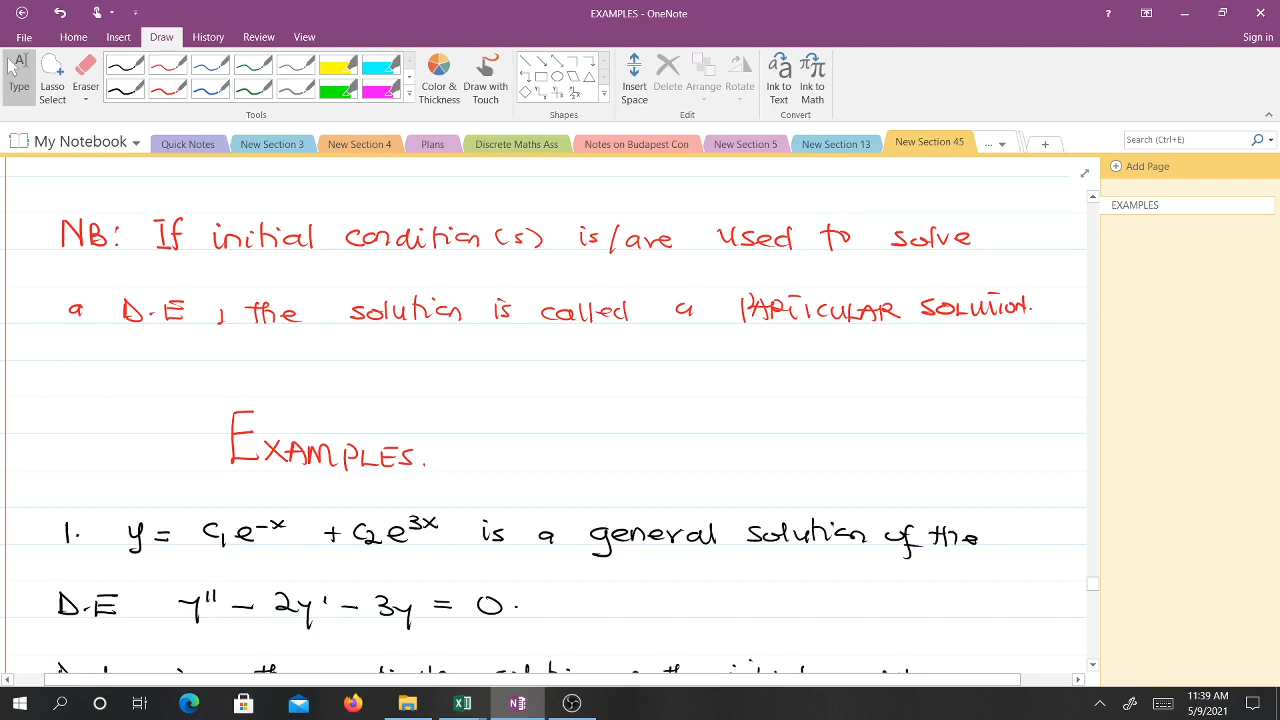 EXAMPLES - OneNote
Sign in
File Home Insert Draw History Review View
Type Lasso Select Eraser Color & Thickness Draw with Touch Insert Space Delete Arrange Rotate Ink to Text Ink to Math
Tools Shapes Edit Convert
My Notebook Quick Notes New Section 3 New Section 4 Plans Discrete Maths Ass Notes on Budapest Con New Section 5 New Section 13 New Section 45 ... Search (Ctrl+E)
Add Page
EXAMPLES
NB: If initial condition(s) is/are used to solve
a D.E, the solution is called a PARTICULAR SOLUTION.
EXAMPLES.
1. y = c₁e⁻ˣ + c₂e³ˣ is a general solution of the
D.E y'' - 2y' - 3y = 0.
11:39 AM
5/9/2021